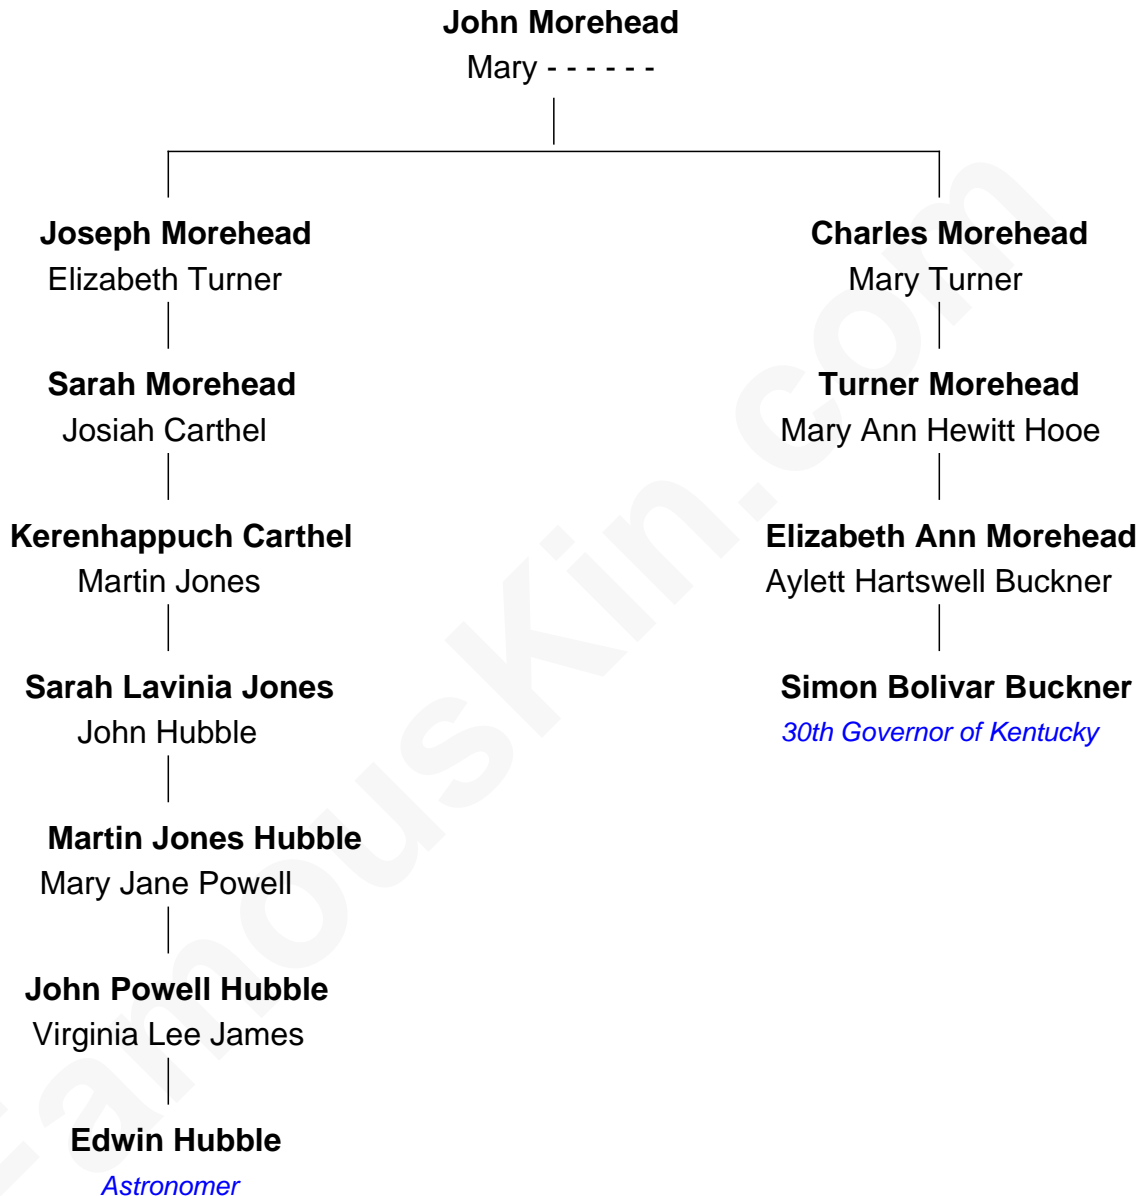 John Morehead
Mary - - - - - -
Joseph Morehead
Elizabeth Turner
Charles Morehead
Mary Turner
Sarah Morehead
Josiah Carthel
Turner Morehead
Mary Ann Hewitt Hooe
Kerenhappuch Carthel
Martin Jones
Elizabeth Ann Morehead
Aylett Hartswell Buckner
Sarah Lavinia Jones
John Hubble
Simon Bolivar Buckner
30th Governor of Kentucky
Martin Jones Hubble
Mary Jane Powell
John Powell Hubble
Virginia Lee James
Edwin Hubble
Astronomer
FamousKin.com